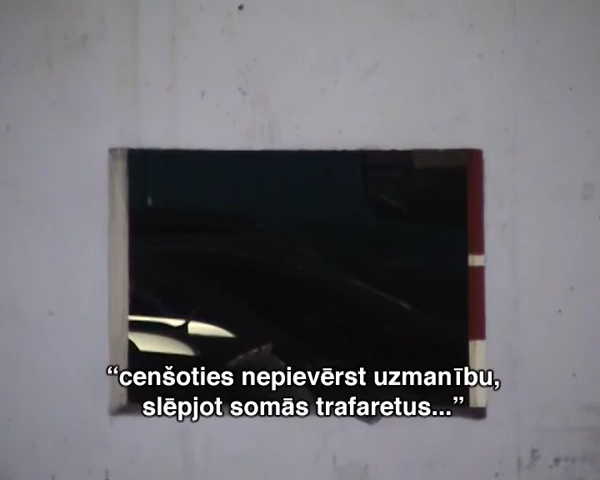 “cenšoties nepievērst uzmanību,
slēpjot somās trafaretus...”